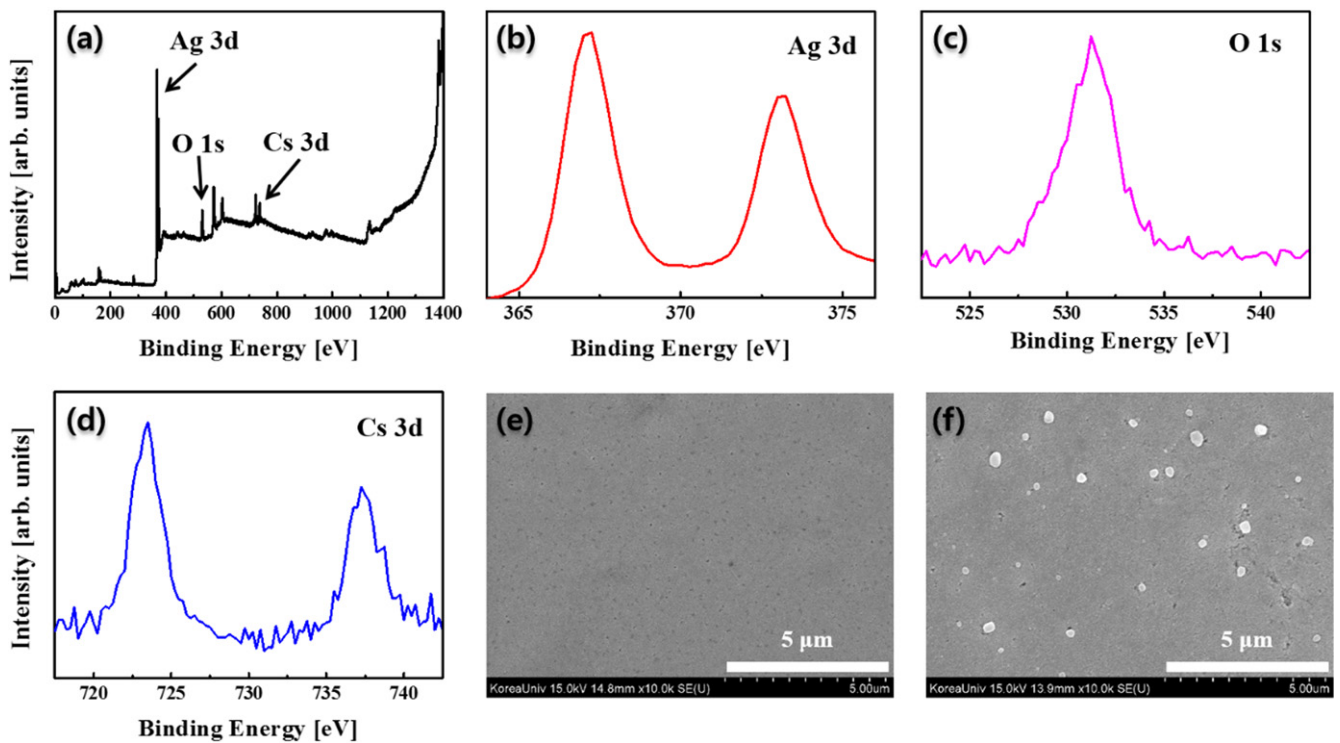 (a)
Ag 3d
O 1s
Cs 3d
Intensity [arb. units]
0 200 400 600 800 1000 1200 1400
Binding Energy [eV]
(b)
Ag 3d
365 370 375
Binding Energy [eV]
(c)
O 1s
525 530 535 540
Binding Energy [eV]
(d)
Cs 3d
Intensity [arb. units]
720 725 730 735 740
Binding Energy [eV]
(e)
5 μm
KoreaUniv 15.0kV 14.8mm x10.0k SE(U) 5.00um
(f)
5 μm
KoreaUniv 15.0kV 13.9mm x10.0k SE(U) 5.00um